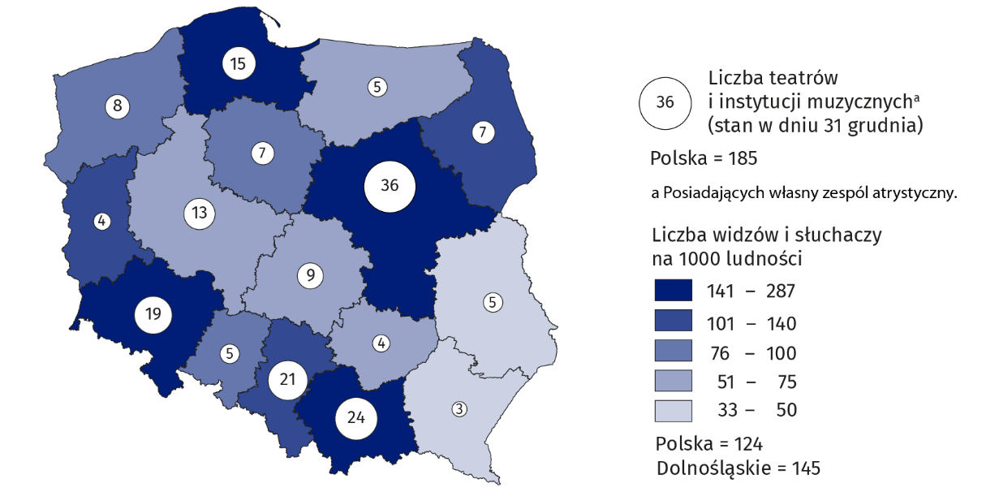 15
5
8
7
7
36
13
4
9
19
5
4
5
21
24
3
36
Liczba teatrów
i instytucji muzycznychᵃ
(stan w dniu 31 grudnia)
Polska = 185
a Posiadających własny zespól atrystyczny.
Liczba widzów i słuchaczy
na 1000 ludności
141 – 287
101 – 140
76 – 100
51 – 75
33 – 50
Polska = 124
Dolnośląskie = 145